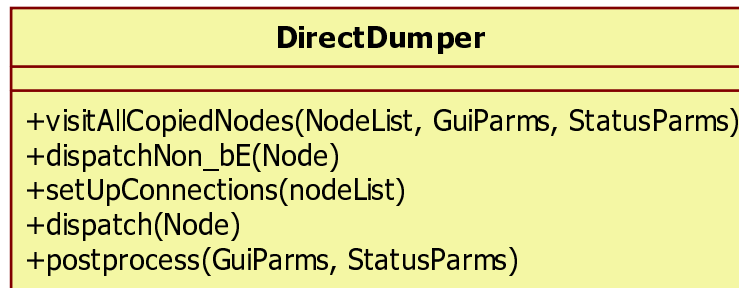 DirectDumper
+visitAllCopiedNodes(NodeList, GuiParms, StatusParms)
+dispatchNon_bE(Node)
+setUpConnections(nodeList)
+dispatch(Node)
+postprocess(GuiParms, StatusParms)